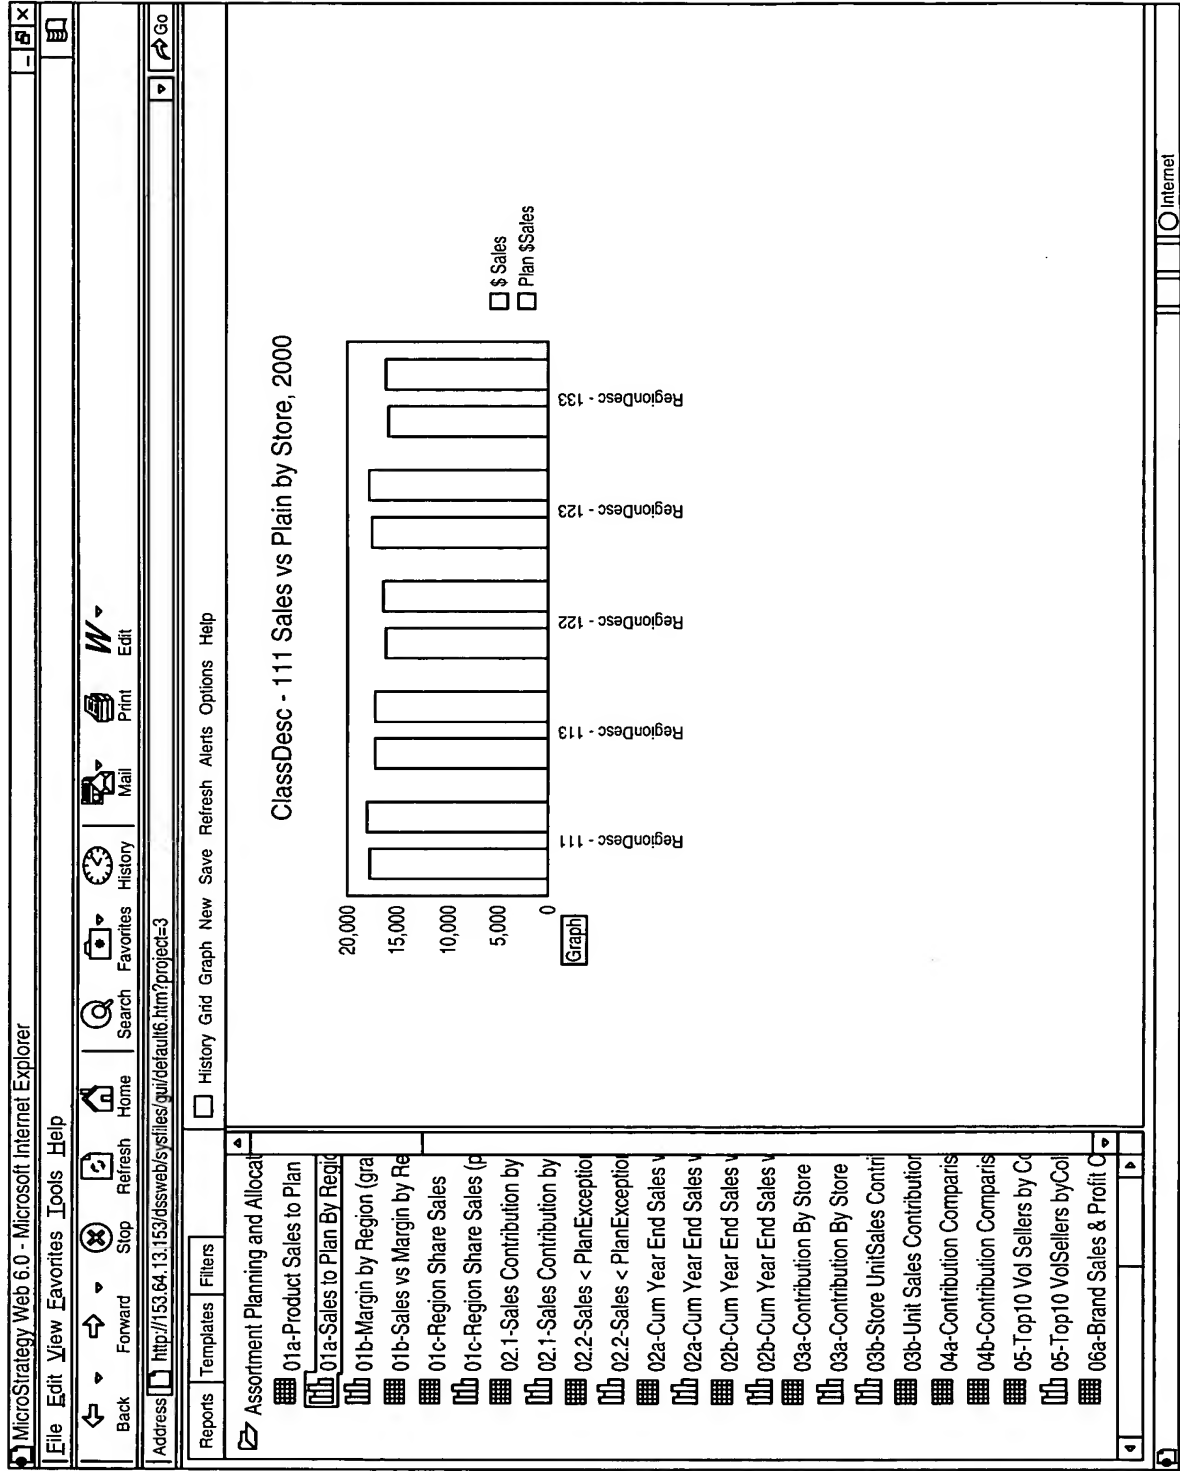 MicroStrategy Web 6.0 - Microsoft Internet Explorer
File Edit View Favorites Tools Help
Back Forward Stop Refresh Home Search Favorites History Mail Print Edit
Address http://153.64.13.153/dssweb/sysfiles/gui/default6.htm?project=3 Go
Reports Templates Filters
History Grid Graph New Save Refresh Alerts Options Help
Assortment Planning and Allocat
01a-Product Sales to Plan
01a-Sales to Plan By Regio
01b-Margin by Region (gra
01b-Sales vs Margin by Re
01c-Region Share Sales
01c-Region Share Sales (p
02.1-Sales Contribution by
02.1-Sales Contribution by
02.2-Sales < PlanException
02.2-Sales < PlanException
02a-Cum Year End Sales v
02a-Cum Year End Sales v
02b-Cum Year End Sales v
02b-Cum Year End Sales v
03a-Contribution By Store
03a-Contribution By Store
03b-Store UnitSales Contri
03b-Unit Sales Contribution
04a-Contribution Comparis
04b-Contribution Comparis
05-Top10 Vol Sellers by Co
05-Top10 VolSellers byCol
06a-Brand Sales & Profit C
ClassDesc - 111 Sales vs Plain by Store, 2000
20,000
15,000
10,000
5,000
0
Graph
RegionDesc - 111
RegionDesc - 113
RegionDesc - 122
RegionDesc - 123
RegionDesc - 133
$ Sales
Plan $Sales
Internet